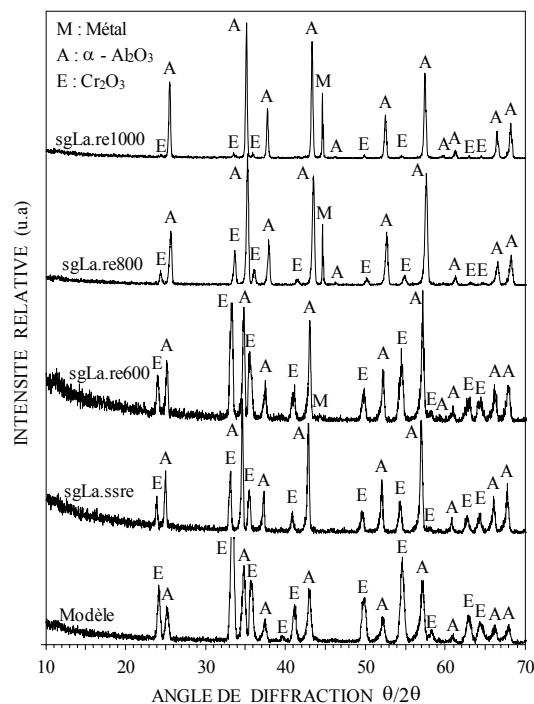 M : Métal
A : α - Al₂O₃
E : Cr₂O₃
A A A M A A
sgLa.re1000
E E E A E E A A E E A A
A A A
sgLa.re800
E A E E A E M A E A E A E E A A
E A A A
sgLa.re600
E A E A E M E A E E A A E E A A
A A A
sgLa.ssre
E A E E A E E A E E A E E A A
E A A E
Modèle
E A E A E E E A A E A E E A A
10 20 30 40 50 60 70
INTENSITE RELATIVE (u.a)
ANGLE DE DIFFRACTION θ/2θ